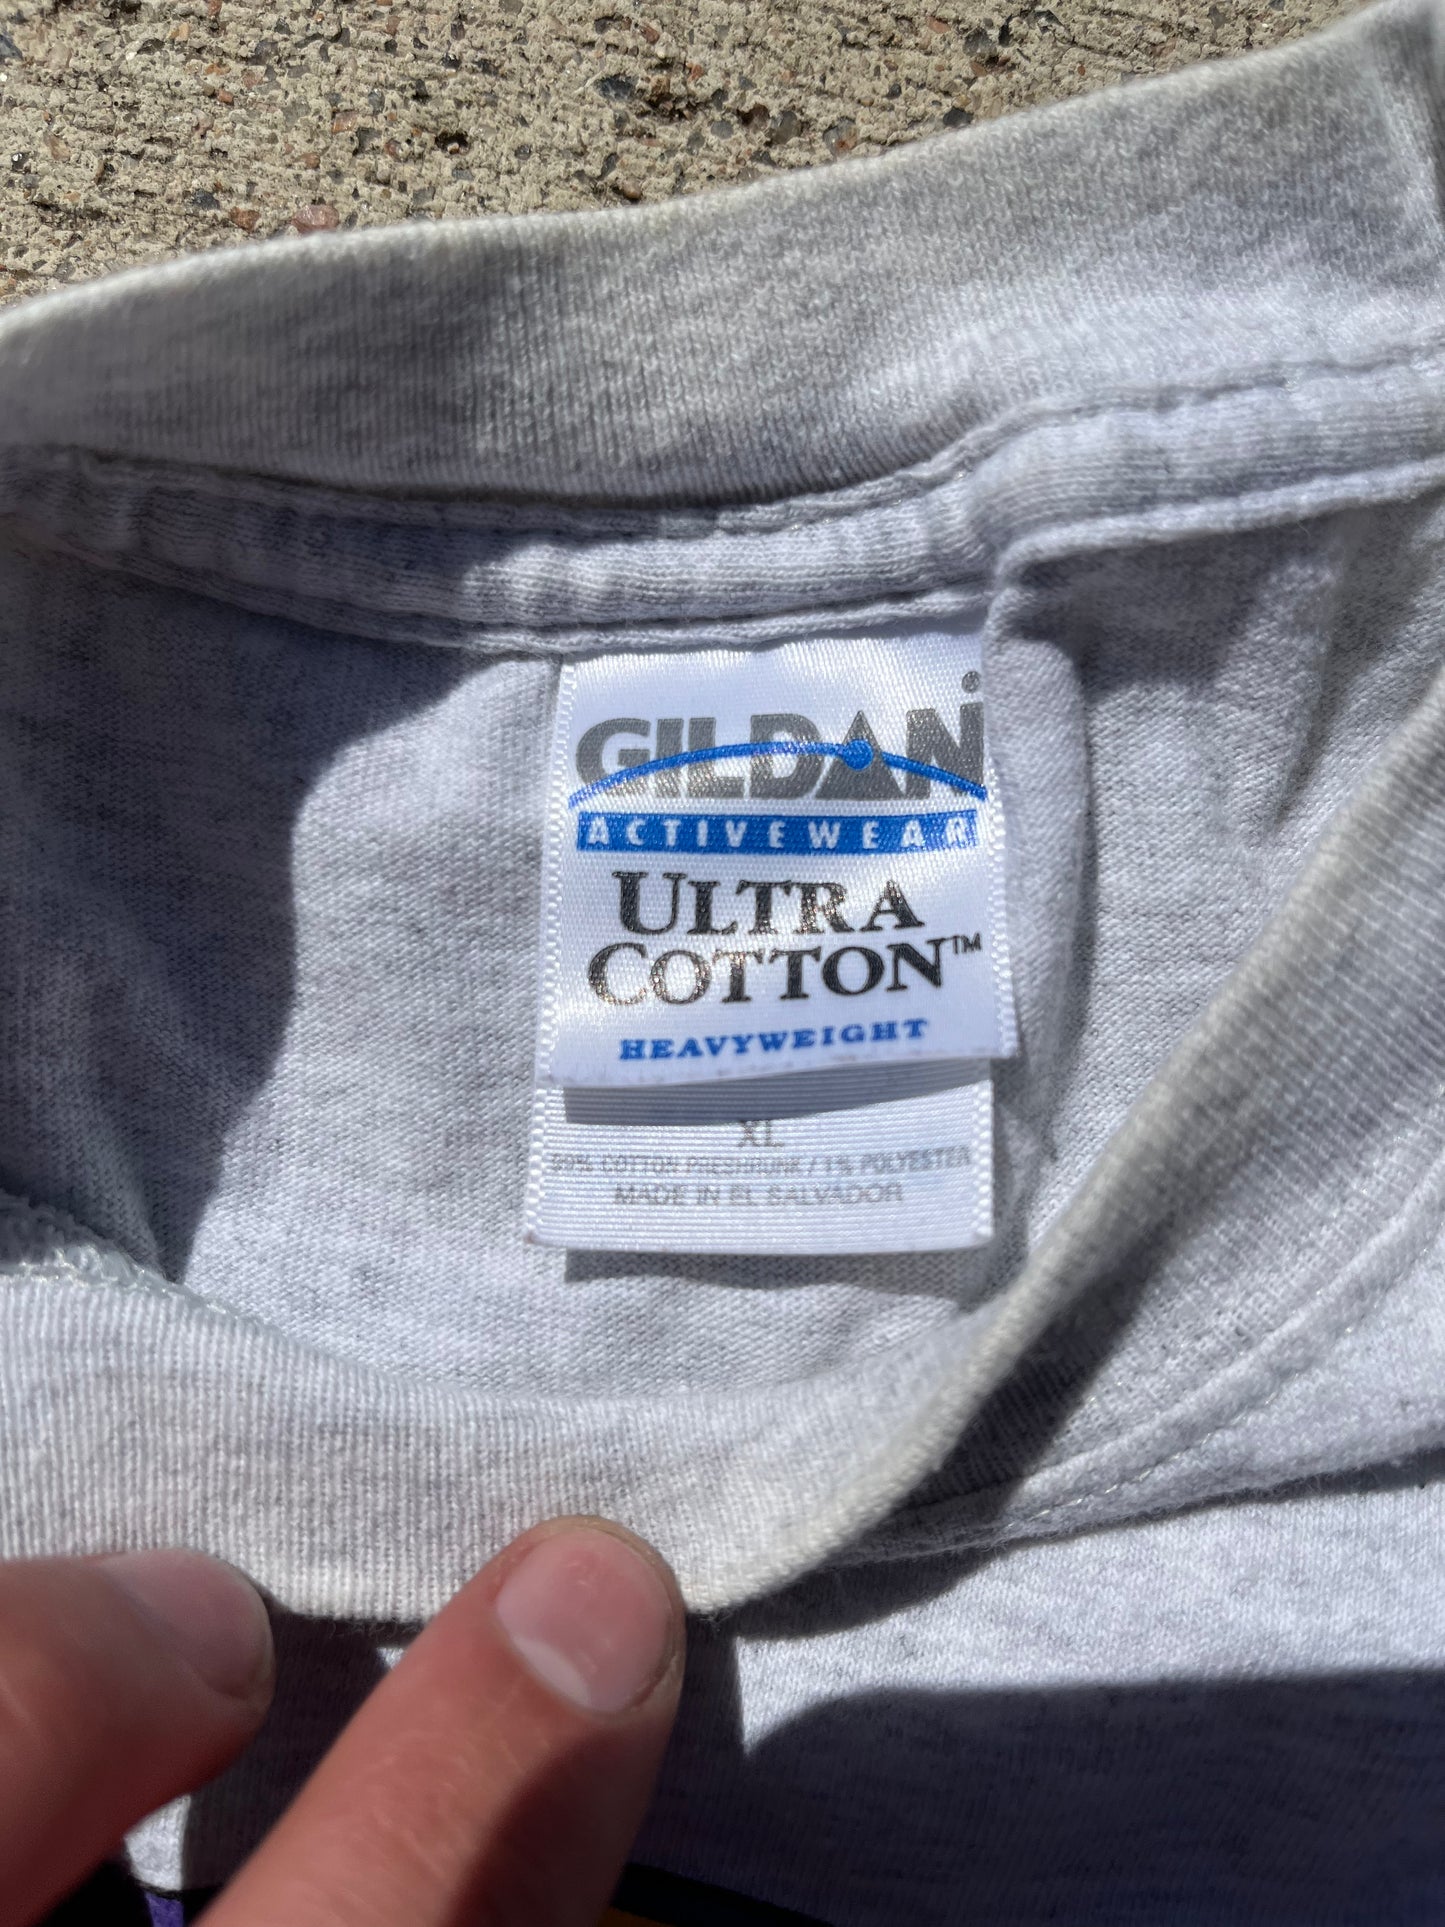 GILDAN®
ACTIVEWEAR
ULTRA
COTTON™
HEAVYWEIGHT
XL
99% COTTON PRESHRUNK / 1% POLYESTER
MADE IN EL SALVADOR